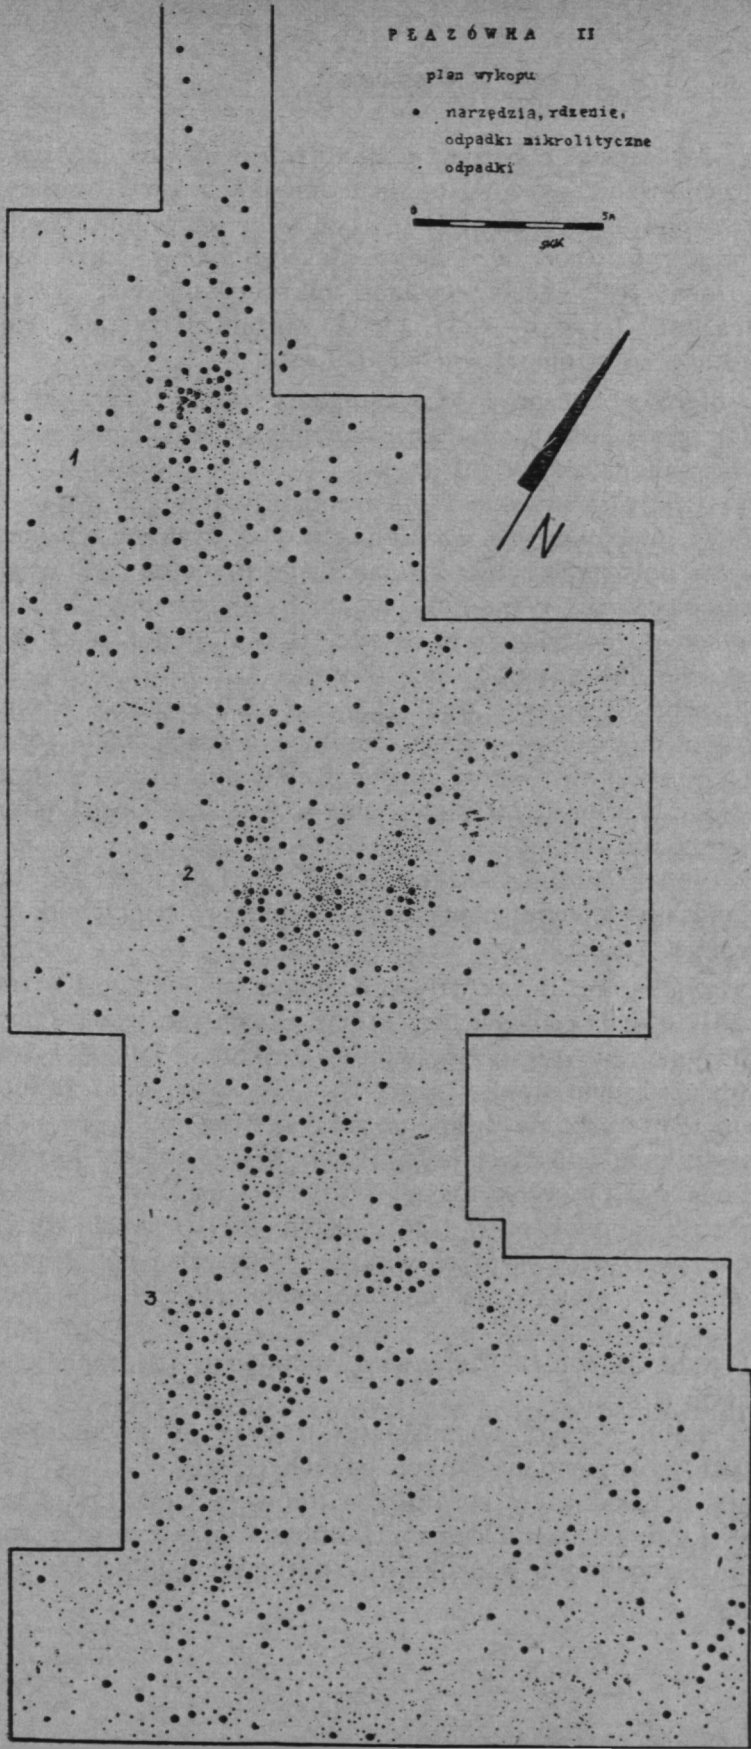 PŁAZÓWKA II
plan wykopu
narzędzia, rdzenie,
odpadki mikrolityczne
odpadki
0 5m
N
1
2
3